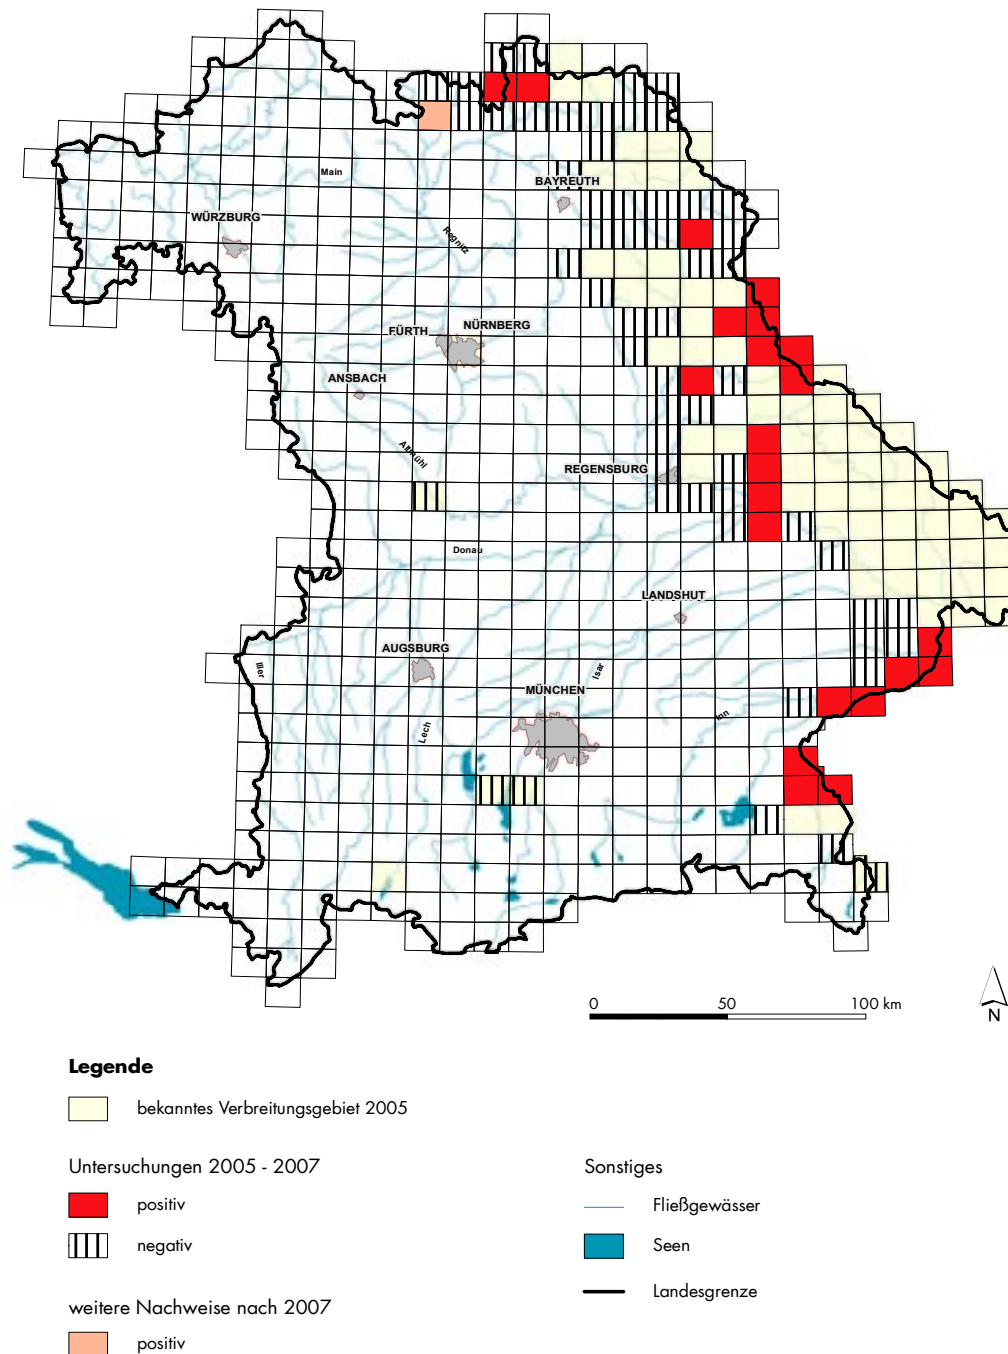 Main
BAYREUTH
WÜRZBURG
Regnitz
FÜRTH
NÜRNBERG
ANSBACH
Altmühl
REGENSBURG
Donau
LANDSHUT
AUGSBURG
Iller
Isar
MÜNCHEN
Inn
Lech
0 50 100 km
N
Legende
bekanntes Verbreitungsgebiet 2005
Untersuchungen 2005 - 2007
positiv
negativ
weitere Nachweise nach 2007
positiv
Sonstiges
Fließgewässer
Seen
Landesgrenze